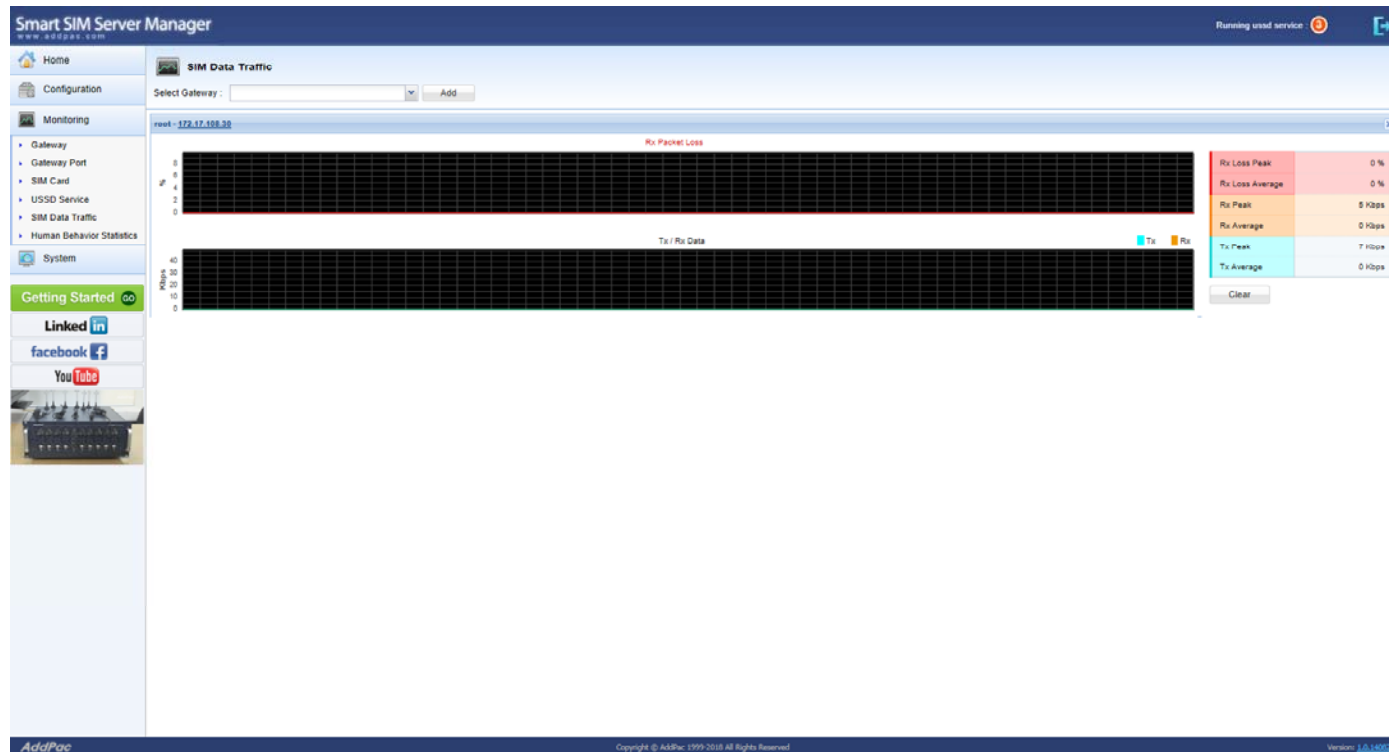 Smart SIM Server Manager
www.addpac.com
Running ussd service : 3
Home
Configuration
Monitoring
Gateway
Gateway Port
SIM Card
USSD Service
SIM Data Traffic
Human Behavior Statistics
System
Getting Started GO
Linked in
facebook f
YouTube
SIM Data Traffic
Select Gateway :
Add
root - 172.17.108.30
Rx Packet Loss
%
8
6
4
2
0
Tx / Rx Data
Tx Rx
Kbps
40
30
20
10
0
Rx Loss Peak 0 %
Rx Loss Average 0 %
Rx Peak 8 Kbps
Rx Average 0 Kbps
Tx Peak 7 Kbps
Tx Average 0 Kbps
Clear
AddPac
Copyright © AddPac 1999-2018 All Rights Reserved
Version: